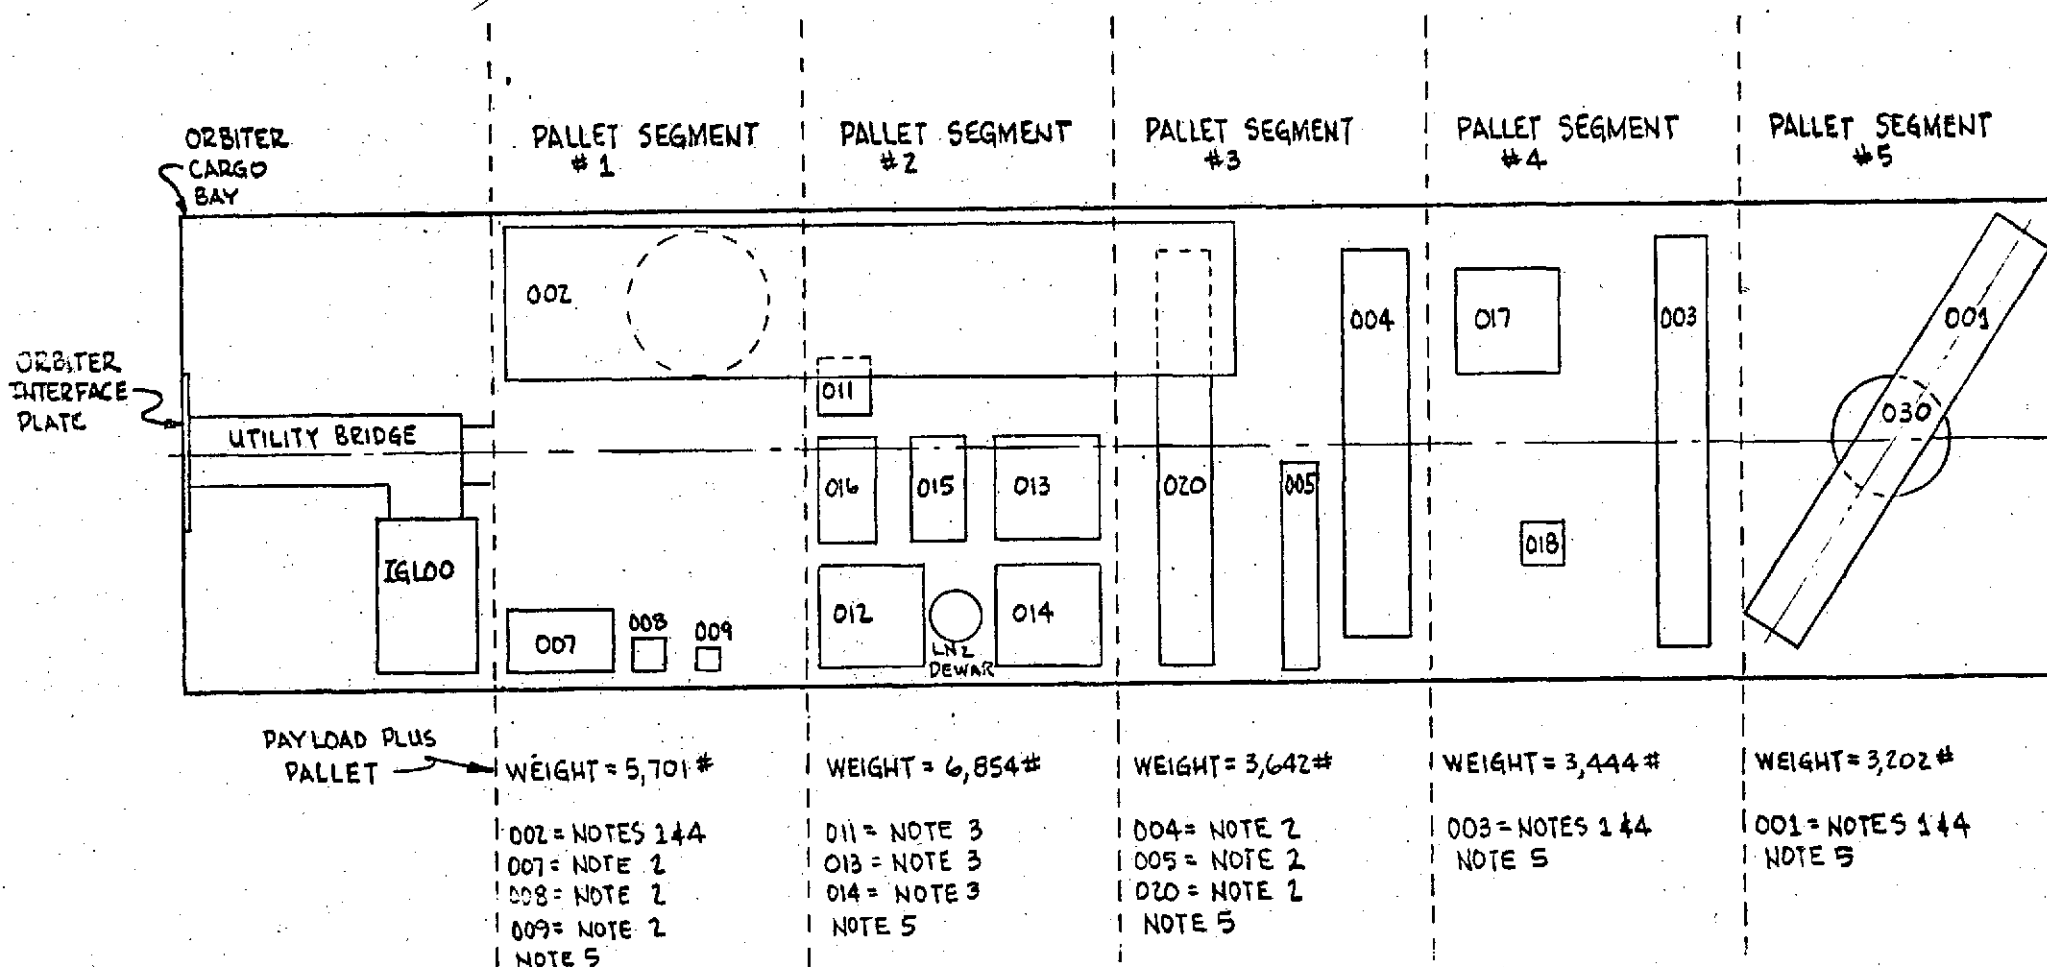 ORBITER
CARGO
BAY
PALLET SEGMENT
#1
PALLET SEGMENT
#2
PALLET SEGMENT
#3
PALLET SEGMENT
#4
PALLET SEGMENT
#5
ORBITER
INTERFACE
PLATE
UTILITY BRIDGE
IGLOO
002
007
008
009
011
016
015
013
012
LN2
DEWAR
014
020
005
004
017
018
003
001
030
PAYLOAD PLUS
PALLET
WEIGHT = 5,701#
002 = NOTES 1&4
007 = NOTE 2
008 = NOTE 2
009 = NOTE 2
NOTE 5
WEIGHT = 6,854#
011 = NOTE 3
013 = NOTE 3
014 = NOTE 3
NOTE 5
WEIGHT = 3,642#
004 = NOTE 2
005 = NOTE 2
020 = NOTE 2
NOTE 5
WEIGHT = 3,444#
003 = NOTES 1&4
NOTE 5
WEIGHT = 3,202#
001 = NOTES 1&4
NOTE 5